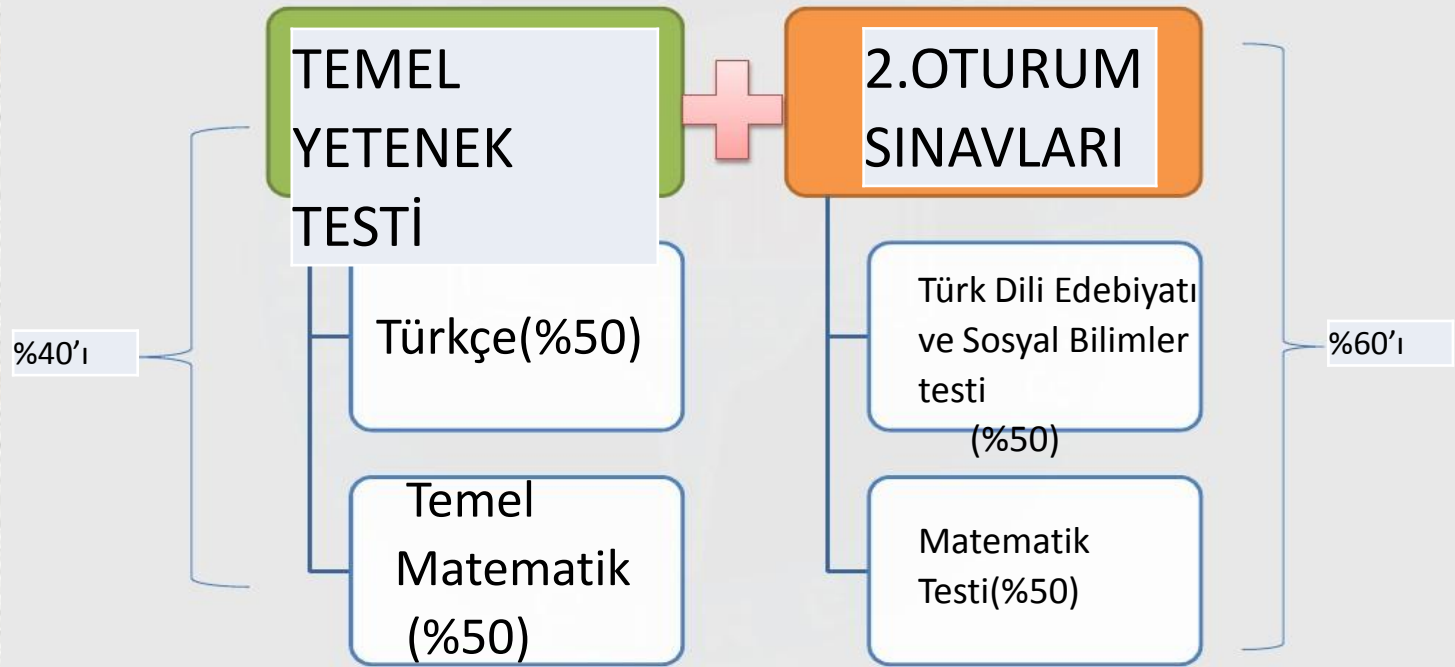 TEMEL
YETENEK
TESTİ
2.OTURUM
SINAVLARI
%40’ı
Türkçe(%50)
Temel
Matematik
(%50)
Türk Dili Edebiyatı
ve Sosyal Bilimler
testi
(%50)
Matematik
Testi(%50)
%60’ı